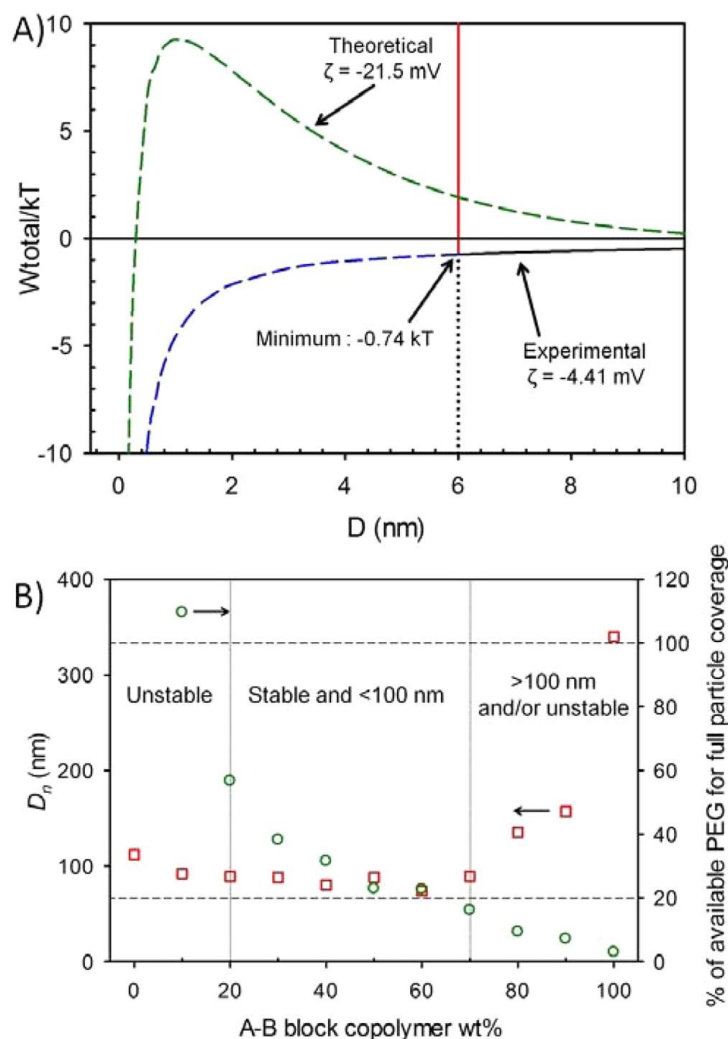 A)
10
5
0
-5
-10
Wtotal/kT
Theoretical
ζ = -21.5 mV
Minimum : -0.74 kT
Experimental
ζ = -4.41 mV
0 2 4 6 8 10
D (nm)
B)
400
300
200
100
0
Dn (nm)
Unstable
Stable and <100 nm
>100 nm
and/or unstable
120
100
80
60
40
20
0
% of available PEG for full particle coverage
0 20 40 60 80 100
A-B block copolymer wt%